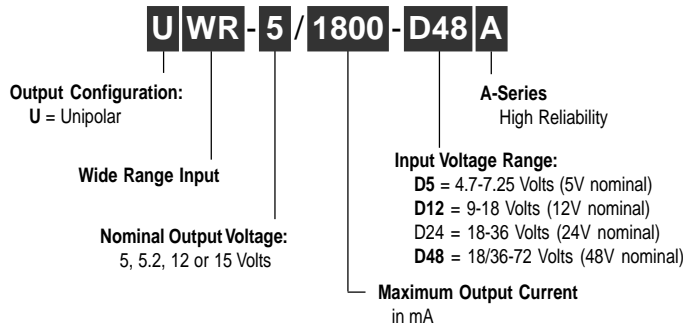 U WR - 5 / 1800 - D48 A
Output Configuration:
U = Unipolar
Wide Range Input
Nominal Output Voltage:
5, 5.2, 12 or 15 Volts
A-Series
High Reliability
Input Voltage Range:
D5 = 4.7-7.25 Volts (5V nominal)
D12 = 9-18 Volts (12V nominal)
D24 = 18-36 Volts (24V nominal)
D48 = 18/36-72 Volts (48V nominal)
Maximum Output Current
in mA